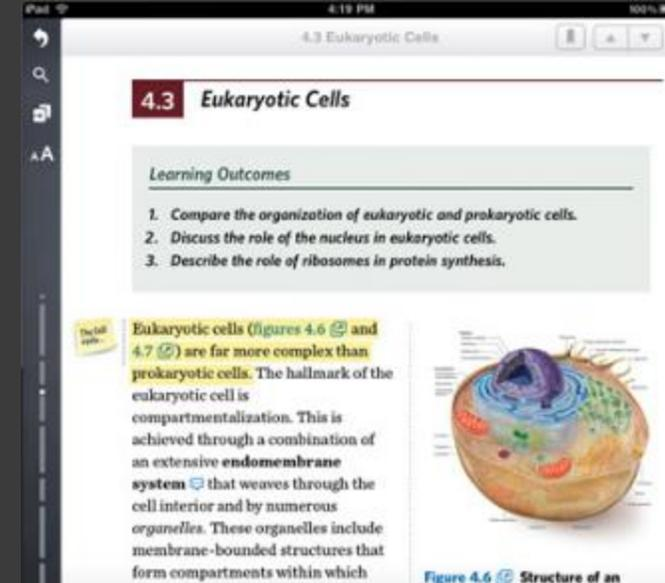 iPad
4:19 PM
100%
4.3 Eukaryotic Cells
AA
4.3 Eukaryotic Cells
Learning Outcomes
1. Compare the organization of eukaryotic and prokaryotic cells.
2. Discuss the role of the nucleus in eukaryotic cells.
3. Describe the role of ribosomes in protein synthesis.
Eukaryotic cells (figures 4.6 and
4.7) are far more complex than
prokaryotic cells. The hallmark of the
eukaryotic cell is
compartmentalization. This is
achieved through a combination of
an extensive endomembrane
system that weaves through the
cell interior and by numerous
organelles. These organelles include
membrane-bounded structures that
form compartments within which
Figure 4.6 Structure of an